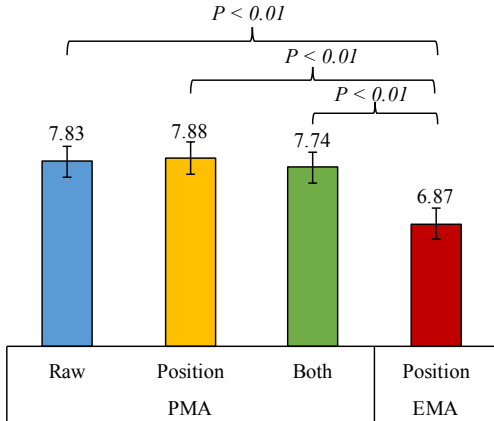 P < 0.01
P < 0.01
P < 0.01
7.83
7.88
7.74
6.87
Raw Position Both Position
PMA EMA